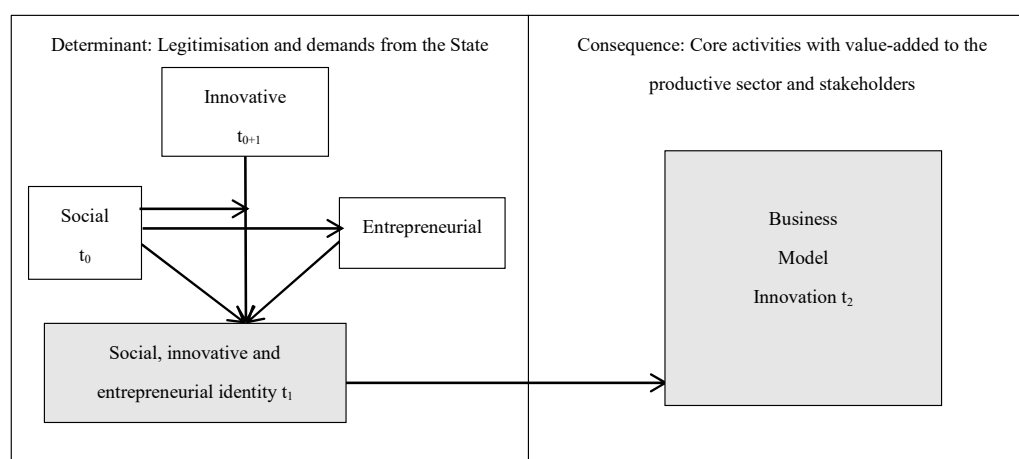 Determinant: Legitimisation and demands from the State
Innovative
t0+1
Social
t0
Entrepreneurial
Social, innovative and
entrepreneurial identity t1
Consequence: Core activities with value-added to the
productive sector and stakeholders
Business
Model
Innovation t2